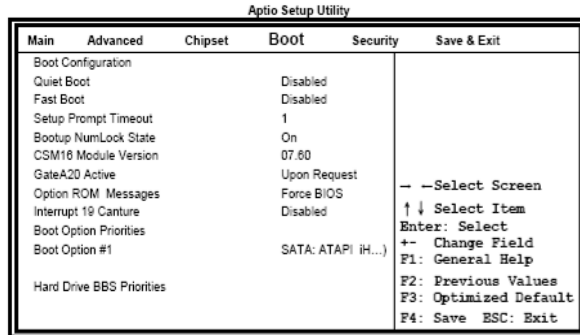 Aptio Setup Utility
Main Advanced Chipset Boot Security Save & Exit
Boot Configuration
Quiet Boot Disabled
Fast Boot Disabled
Setup Prompt Timeout 1
Bootup NumLock State On
CSM16 Module Version 07.60
GateA20 Active Upon Request
Option ROM Messages Force BIOS
Interrupt 19 Canture Disabled
Boot Option Priorities
Boot Option #1 SATA: ATAPI iH...)
Hard Drive BBS Priorities
→ ←Select Screen
↑↓ Select Item
Enter: Select
+- Change Field
F1: General Help
F2: Previous Values
F3: Optimized Default
F4: Save ESC: Exit